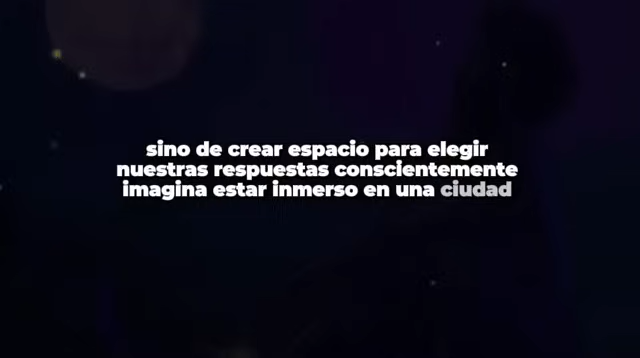 sino de crear espacio para elegir
nuestras respuestas conscientemente
imagina estar inmerso en una ciudad